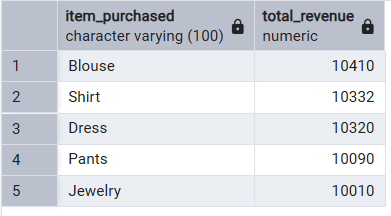 item_purchased total_revenue
character varying (100) numeric
1 Blouse 10410
2 Shirt 10332
3 Dress 10320
4 Pants 10090
5 Jewelry 10010